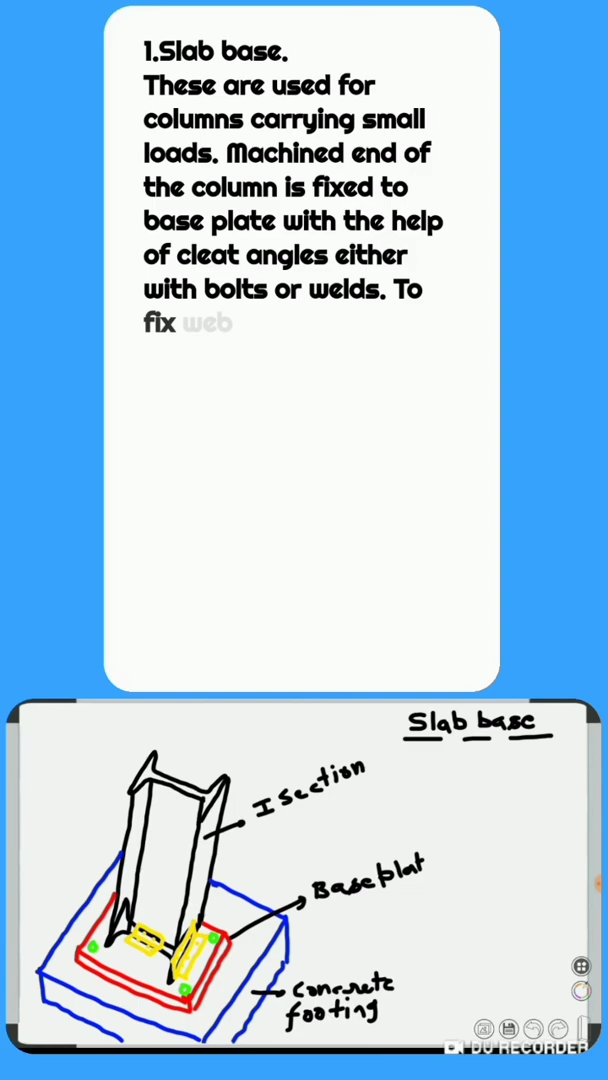 1.Slab base.
These are used for
columns carrying small
loads. Machined end of
the column is fixed to
base plate with the help
of cleat angles either
with bolts or welds. To
fix web
Slab base
I section
Base plat
concrete
footing
DU RECORDER